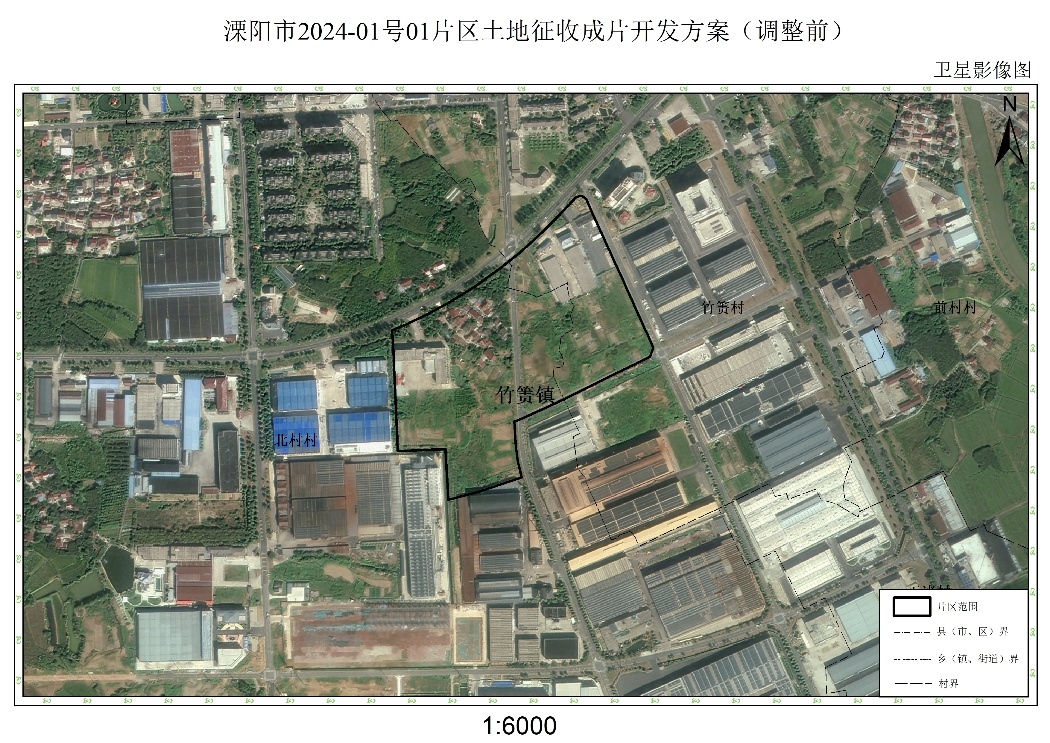 溧阳市2024-01号01片区土地征收成片开发方案（调整前）
卫星影像图
N
竹箦村
前村村
竹箦镇
北村村
片区范围
县（市、区）界
乡（镇、街道）界
村界
1:6000